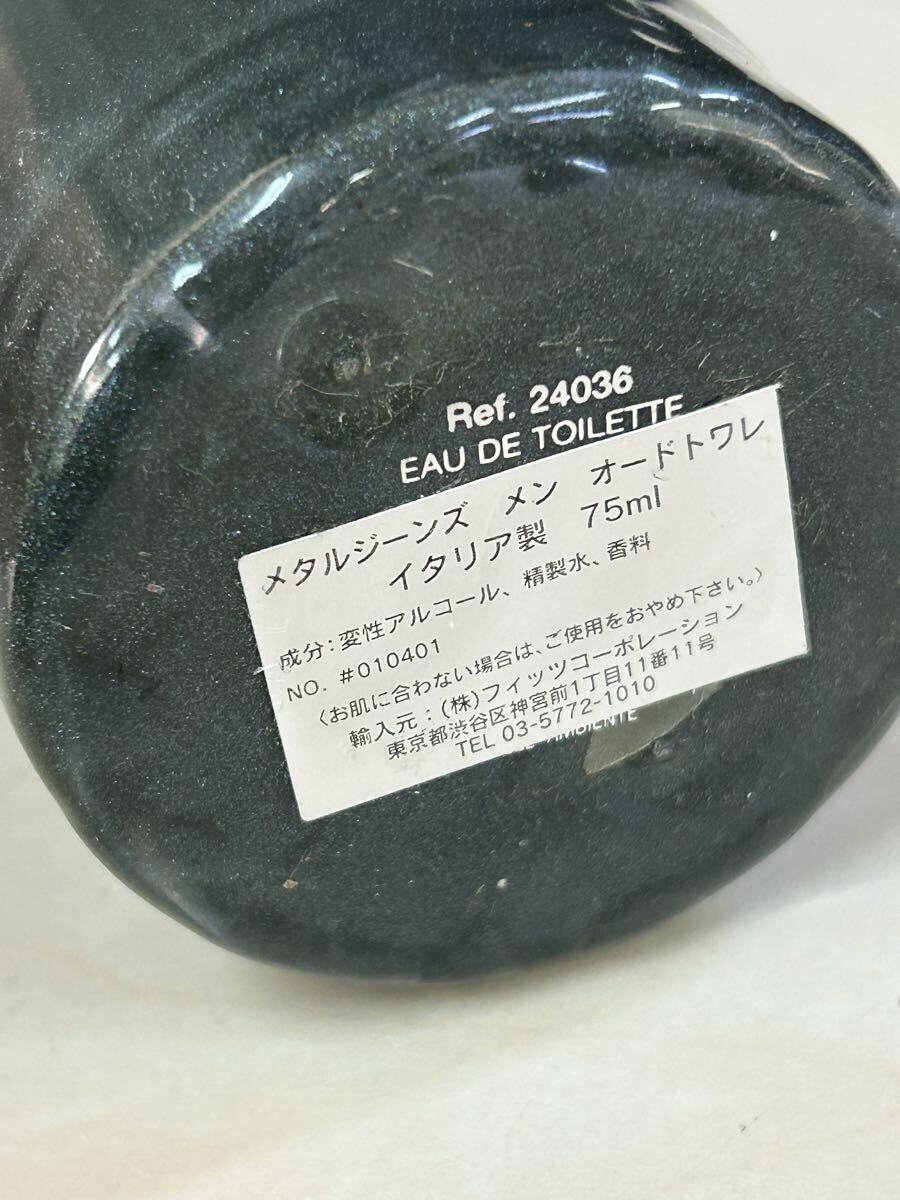 Ref. 24036
EAU DE TOILETTE
メタルジーンズ　メン　オードトワレ
イタリア製　75ml
成分：変性アルコール、精製水、香料
NO. #010401
〈お肌に合わない場合は、ご使用をおやめ下さい。〉
輸入元：(株)フィッツコーポレーション
東京都渋谷区神宮前1丁目11番11号
TEL 03-5772-1010
AMBIENTE